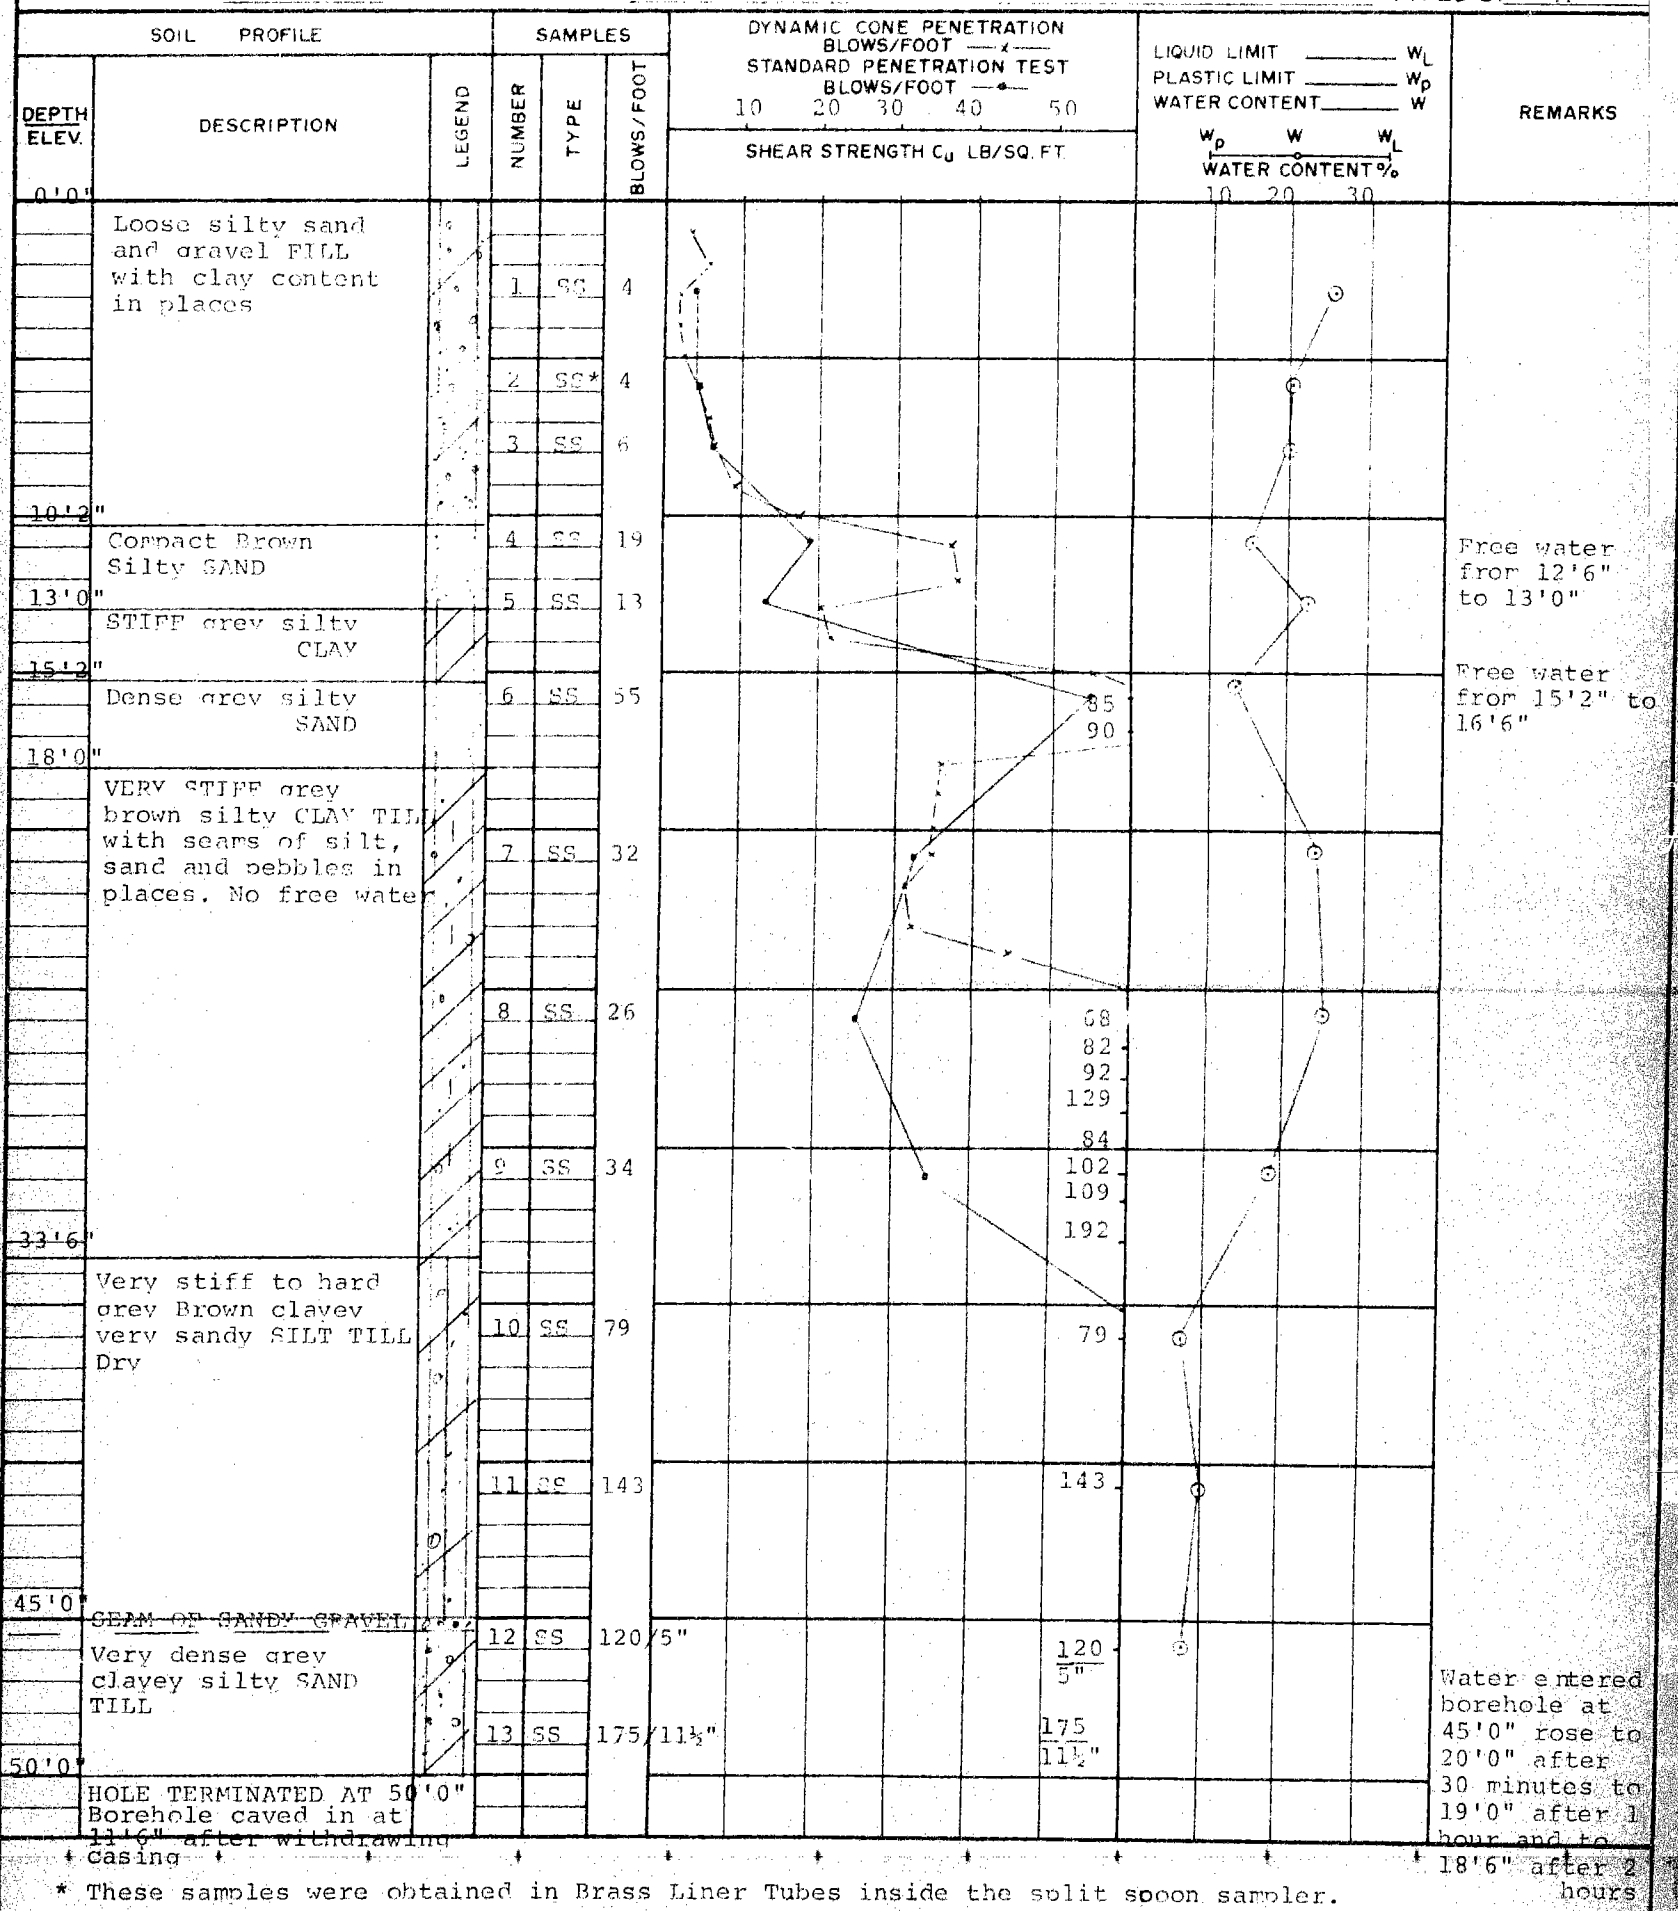 SOIL PROFILE
SAMPLES
DYNAMIC CONE PENETRATION
BLOWS/FOOT —x—
STANDARD PENETRATION TEST
BLOWS/FOOT —•—
10 20 30 40 50
SHEAR STRENGTH Cu LB/SQ. FT.
LIQUID LIMIT ______ WL
PLASTIC LIMIT ______ Wp
WATER CONTENT ______ W
Wp W WL
WATER CONTENT %
10 20 30
REMARKS
DEPTH
ELEV.
DESCRIPTION
LEGEND
NUMBER
TYPE
BLOWS/FOOT
0'0"
Loose silty sand
and gravel FILL
with clay content
in places
1 SS 4
2 SS* 4
3 SS 6
10'2"
Compact Brown
Silty SAND
4 SS 19
Free water
from 12'6"
to 13'0"
13'0"
5 SS 13
STIFF grey silty
CLAY
15'2"
Dense grey silty
SAND
6 SS 55
85
90
Free water
from 15'2" to
16'6"
18'0"
VERY STIFF grey
brown silty CLAY TILL
with seams of silt,
sand and pebbles in
places. No free water
7 SS 32
8 SS 26
68
82
92
129
84
9 SS 34
102
109
192
33'6"
Very stiff to hard
grey Brown clayey
very sandy SILT TILL
Dry
10 SS 79
79
11 SS 143
143
45'0"
SEAM OF SANDY GRAVEL
12 SS 120/5"
120
5"
Very dense grey
clayey silty SAND
TILL
13 SS 175/11½"
175
11½"
50'0"
HOLE TERMINATED AT 50'0"
Borehole caved in at
11'6" after withdrawing
casing
Water entered
borehole at
45'0" rose to
20'0" after
30 minutes to
19'0" after 1
hour and to
18'6" after 2
hours
* These samples were obtained in Brass Liner Tubes inside the split spoon sampler.